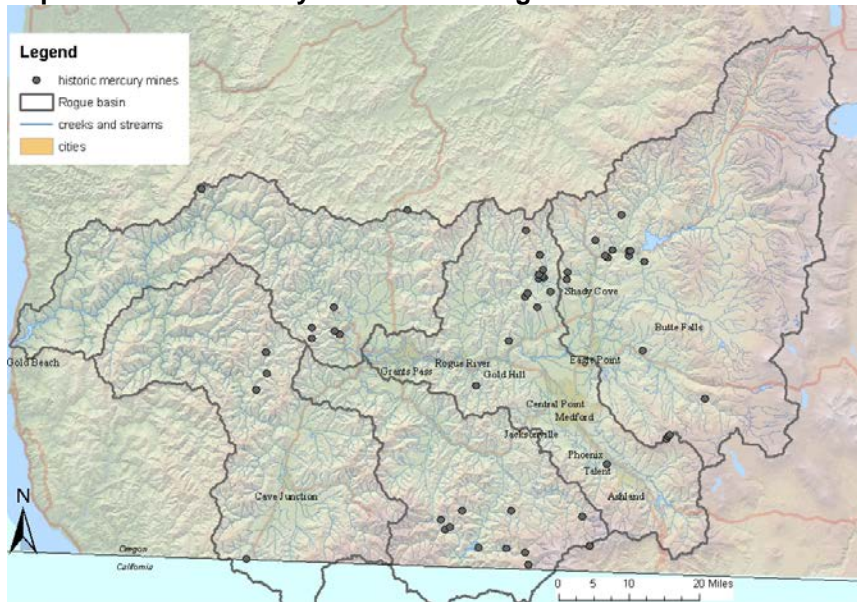 Legend
historic mercury mines
Rogue basin
creeks and streams
cities
Shady Cove
Butte Falls
Gold Beach
Rogue River
Eagle Point
Grants Pass
Gold Hill
Central Point
Medford
Jacksonville
Phoenix
Talent
Cave Junction
Ashland
N
Oregon
California
0 5 10 20 Miles